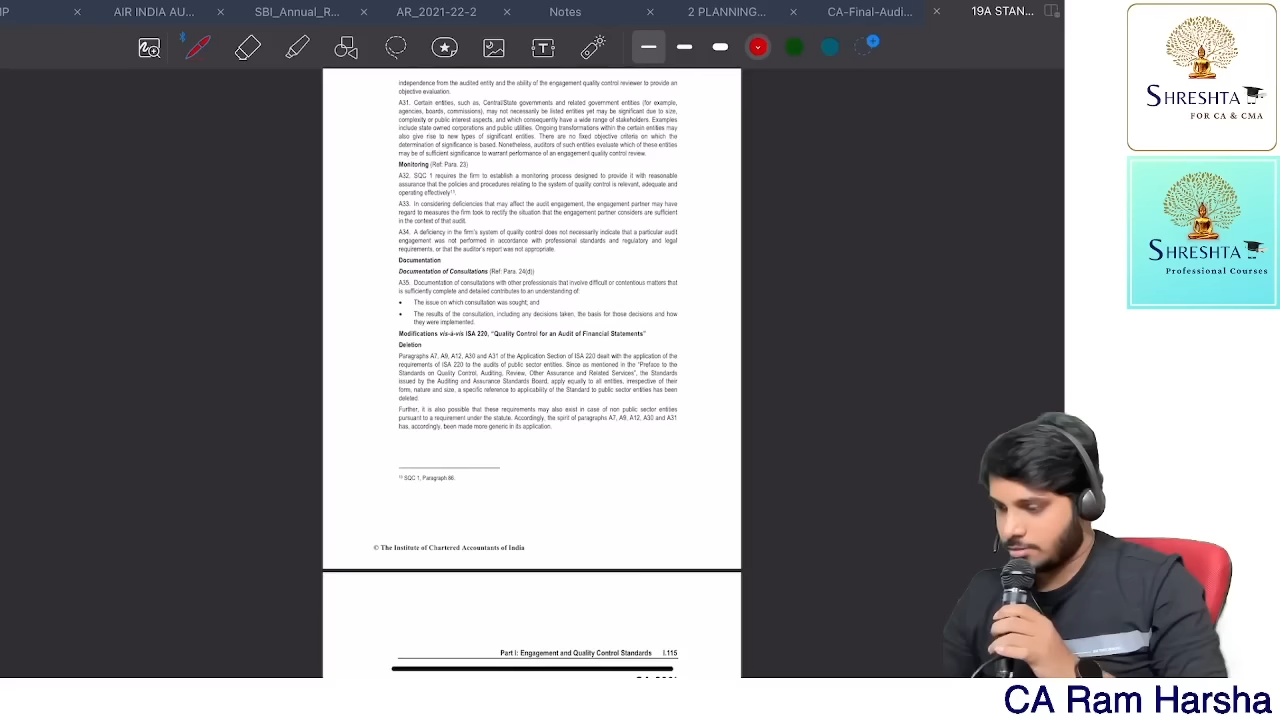 AIR INDIA AU...
SBI_Annual_R...
AR_2021-22-2
Notes
2 PLANNING...
CA-Final-Audi...
19A STAN...
independence from the audited entity and the ability of the engagement quality control reviewer to provide an
objective evaluation.
A31. Certain entities, such as, Central/State governments and related government entities (for example,
agencies, boards, commissions), may not necessarily be listed entities yet may be significant due to size,
complexity or public interest aspects, and which consequently have a wide range of stakeholders. Examples
include state owned corporations and public utilities. Ongoing transformations within the certain entities may
also give rise to new types of significant entities. There are no fixed objective criteria on which the
determination of significance is based. Nonetheless, auditors of such entities evaluate which of these entities
may be of sufficient significance to warrant performance of an engagement quality control review.
Monitoring (Ref: Para. 23)
A32. SQC 1 requires the firm to establish a monitoring process designed to provide it with reasonable
assurance that the policies and procedures relating to the system of quality control is relevant, adequate and
operating effectively¹⁵.
A33. In considering deficiencies that may affect the audit engagement, the engagement partner may have
regard to measures the firm took to rectify the situation that the engagement partner considers are sufficient
in the context of that audit.
A34. A deficiency in the firm's system of quality control does not necessarily indicate that a particular audit
engagement was not performed in accordance with professional standards and regulatory and legal
requirements, or that the auditor's report was not appropriate.
Documentation
Documentation of Consultations (Ref: Para. 24(d))
A35. Documentation of consultations with other professionals that involve difficult or contentious matters that
is sufficiently complete and detailed contributes to an understanding of:
• The issue on which consultation was sought; and
• The results of the consultation, including any decisions taken, the basis for those decisions and how
they were implemented.
Modifications vis-à-vis ISA 220, "Quality Control for an Audit of Financial Statements"
Deletion
Paragraphs A7, A9, A12, A30 and A31 of the Application Section of ISA 220 dealt with the application of the
requirements of ISA 220 to the audits of public sector entities. Since as mentioned in the "Preface to the
Standards on Quality Control, Auditing, Review, Other Assurance and Related Services", the Standards
issued by the Auditing and Assurance Standards Board, apply equally to all entities, irrespective of their
form, nature and size, a specific reference to applicability of the Standard to public sector entities has been
deleted.
Further, it is also possible that these requirements may also exist in case of non public sector entities
pursuant to a requirement under the statute. Accordingly, the spirit of paragraphs A7, A9, A12, A30 and A31
has, accordingly, been made more generic in its application.
¹⁵ SQC 1, Paragraph 86.
© The Institute of Chartered Accountants of India
Part I: Engagement and Quality Control Standards I.115
SHRESHTA
FOR CA & CMA
SHRESHTA
Professional Courses
CA Ram Harsha